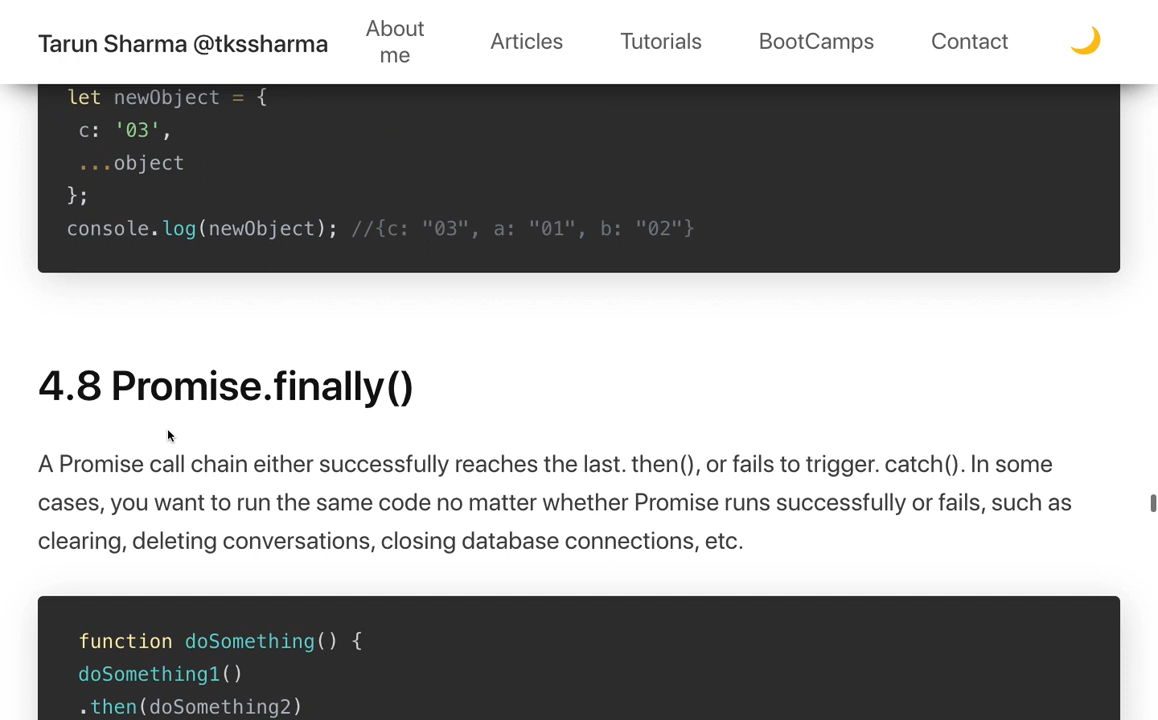 Tarun Sharma @tkssharma
About
me
Articles
Tutorials
BootCamps
Contact
let newObject = {
c: '03',
...object
};
console.log(newObject); //{c: "03", a: "01", b: "02"}
4.8 Promise.finally()
A Promise call chain either successfully reaches the last. then(), or fails to trigger. catch(). In some
cases, you want to run the same code no matter whether Promise runs successfully or fails, such as
clearing, deleting conversations, closing database connections, etc.
function doSomething() {
doSomething1()
.then(doSomething2)